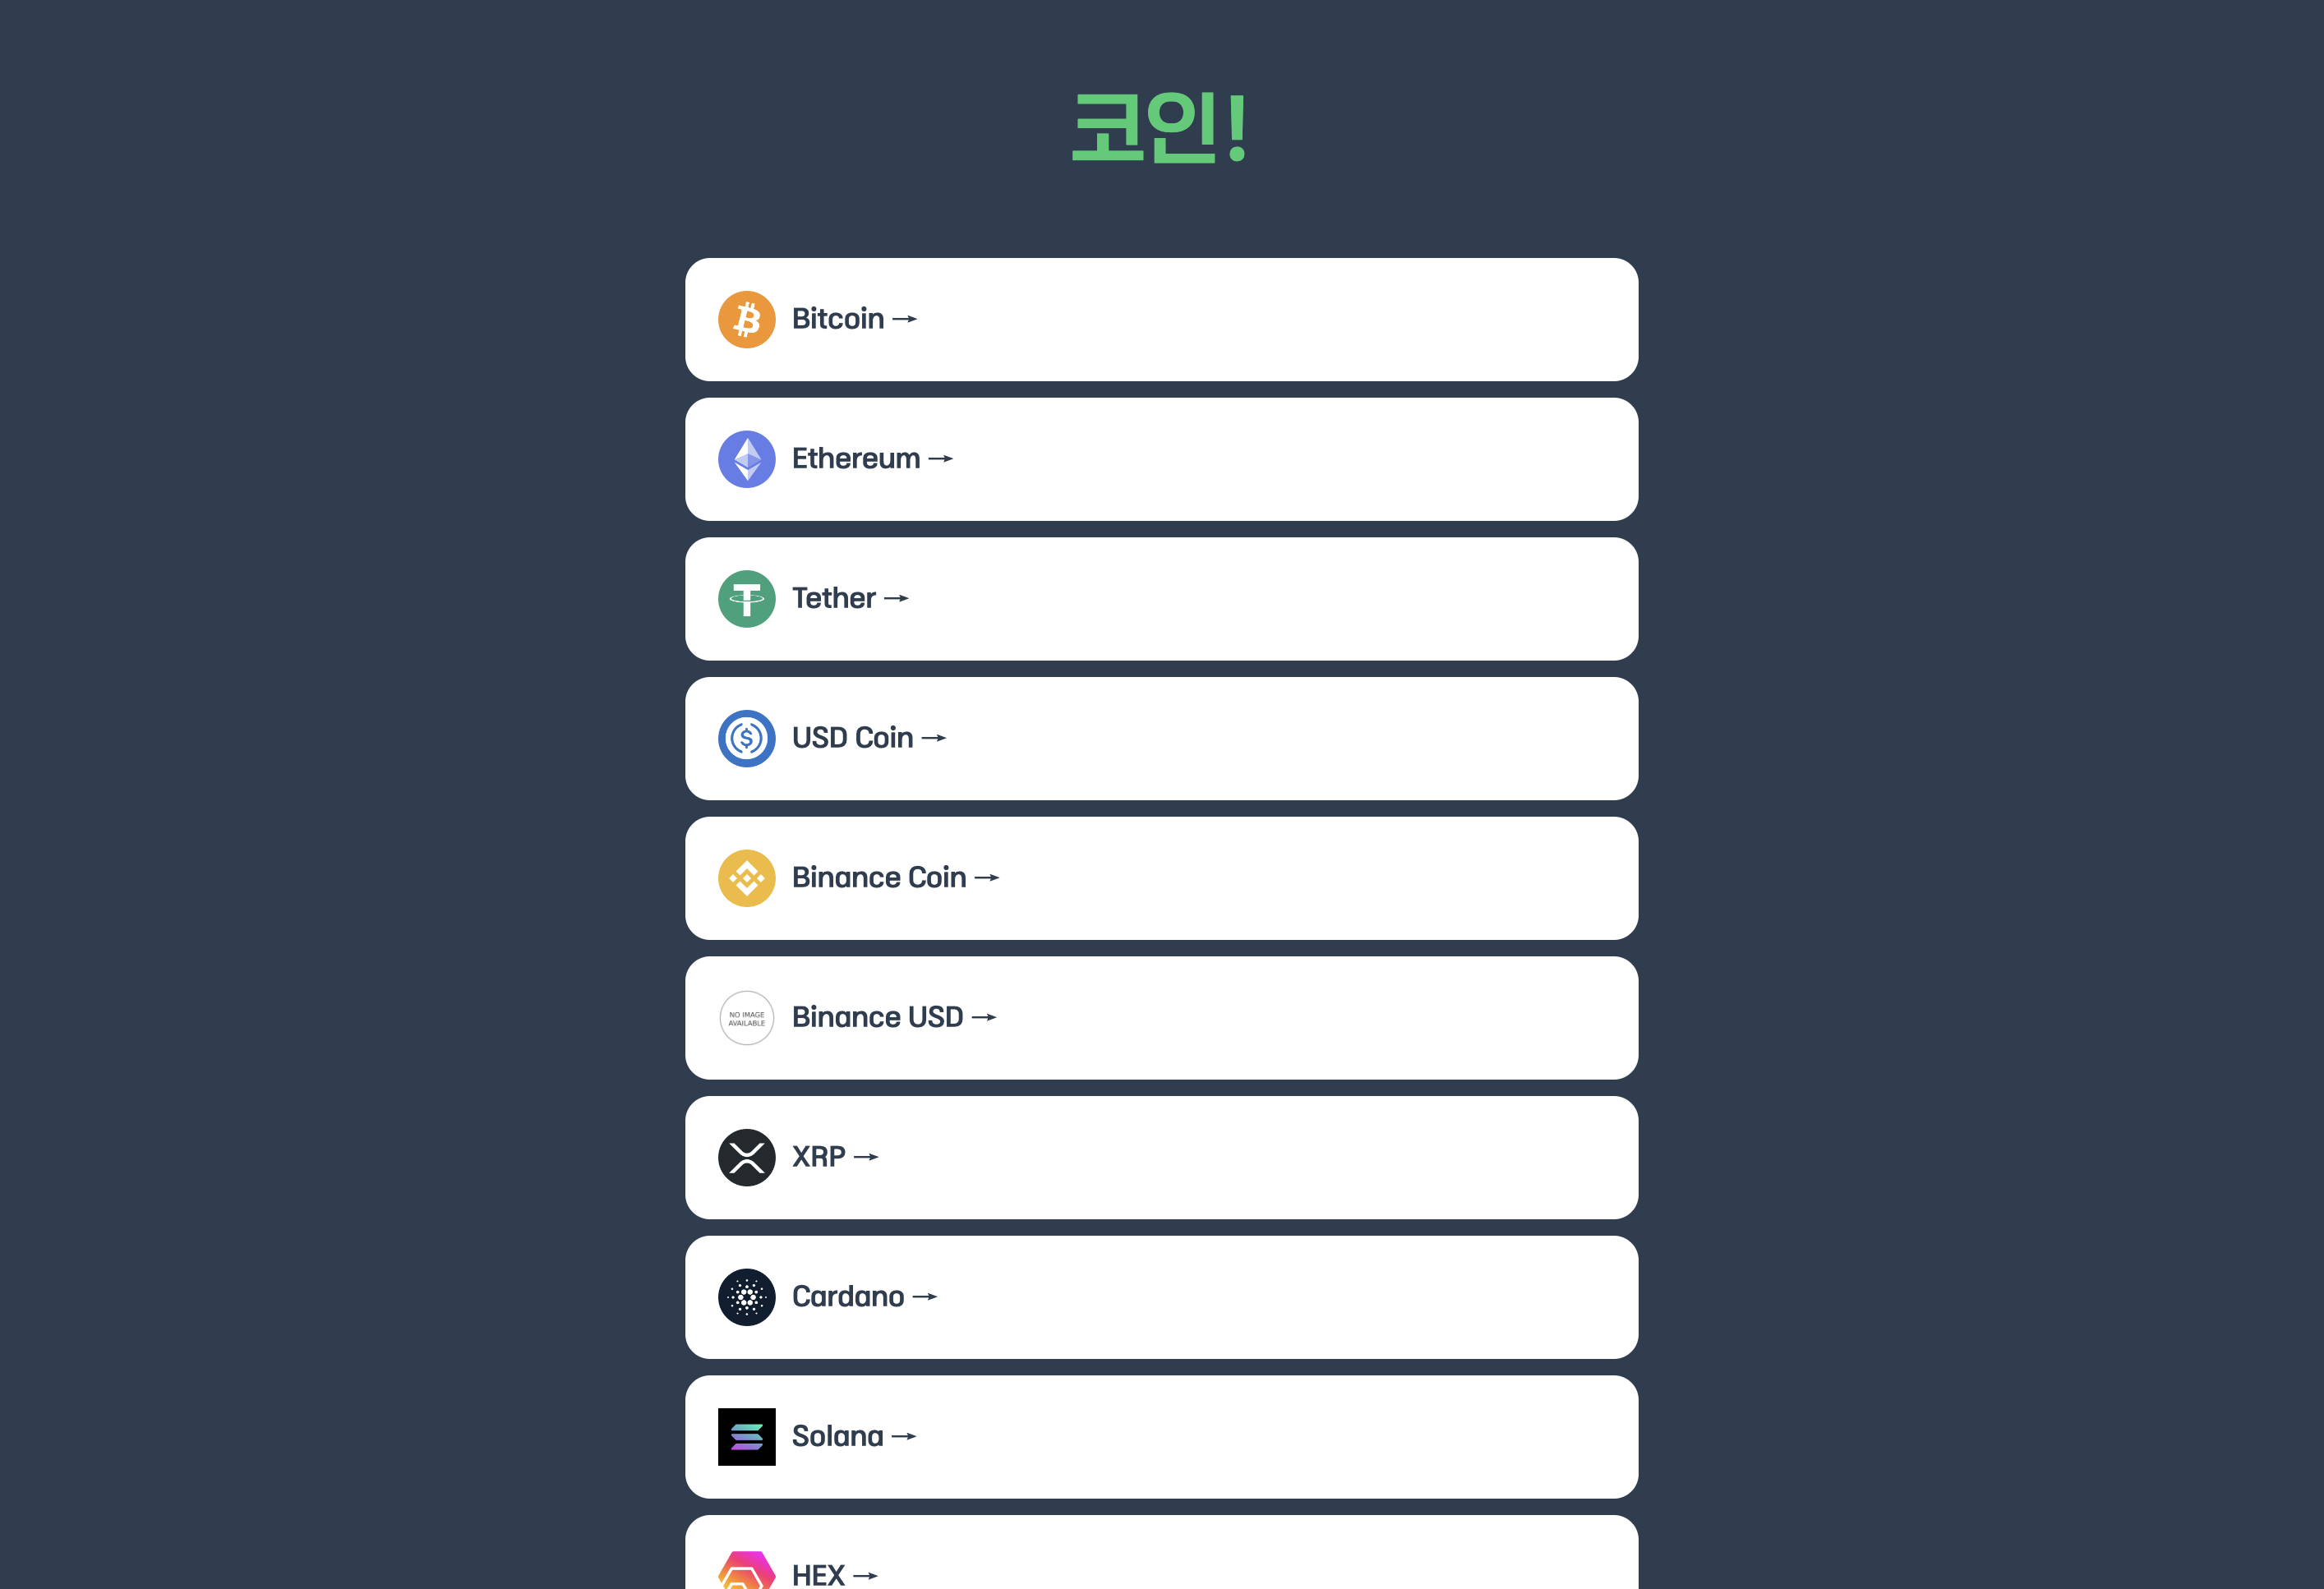 코인!
Bitcoin →
Ethereum →
Tether →
USD Coin →
Binance Coin →
NO IMAGE
AVAILABLE
Binance USD →
XRP →
Cardano →
Solana →
HEX →